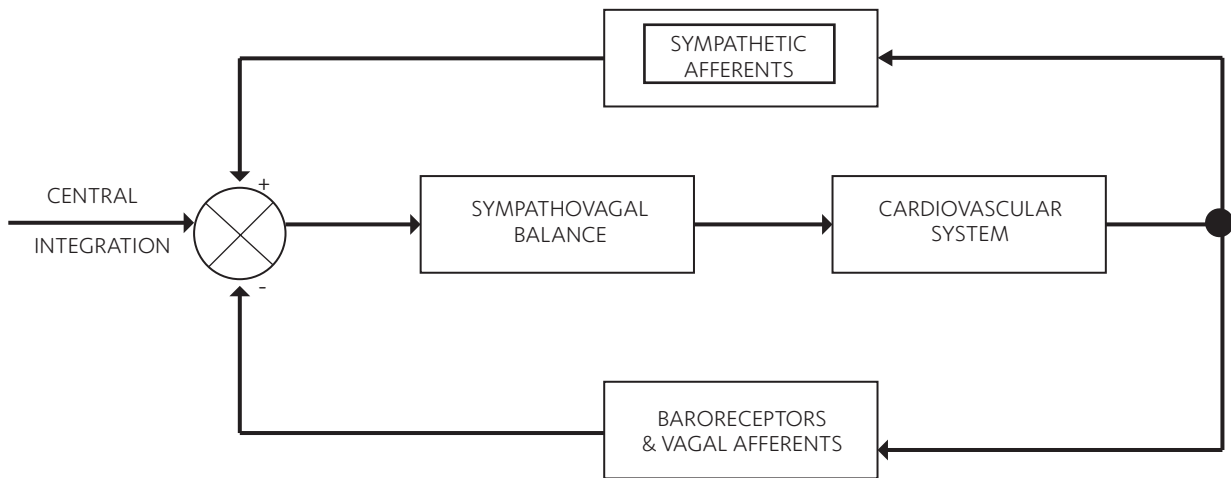 SYMPATHETIC
AFFERENTS
CENTRAL
INTEGRATION
+
-
SYMPATHOVAGAL
BALANCE
CARDIOVASCULAR
SYSTEM
BARORECEPTORS
& VAGAL AFFERENTS